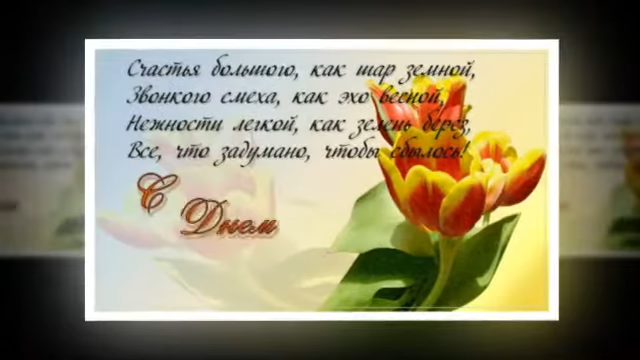 Счастья большого, как шар земной,
Звонкого смеха, как эхо весной,
Нежности легкой, как зелень берёз,
Все, что задумано, чтобы сбылось!
С
Днем